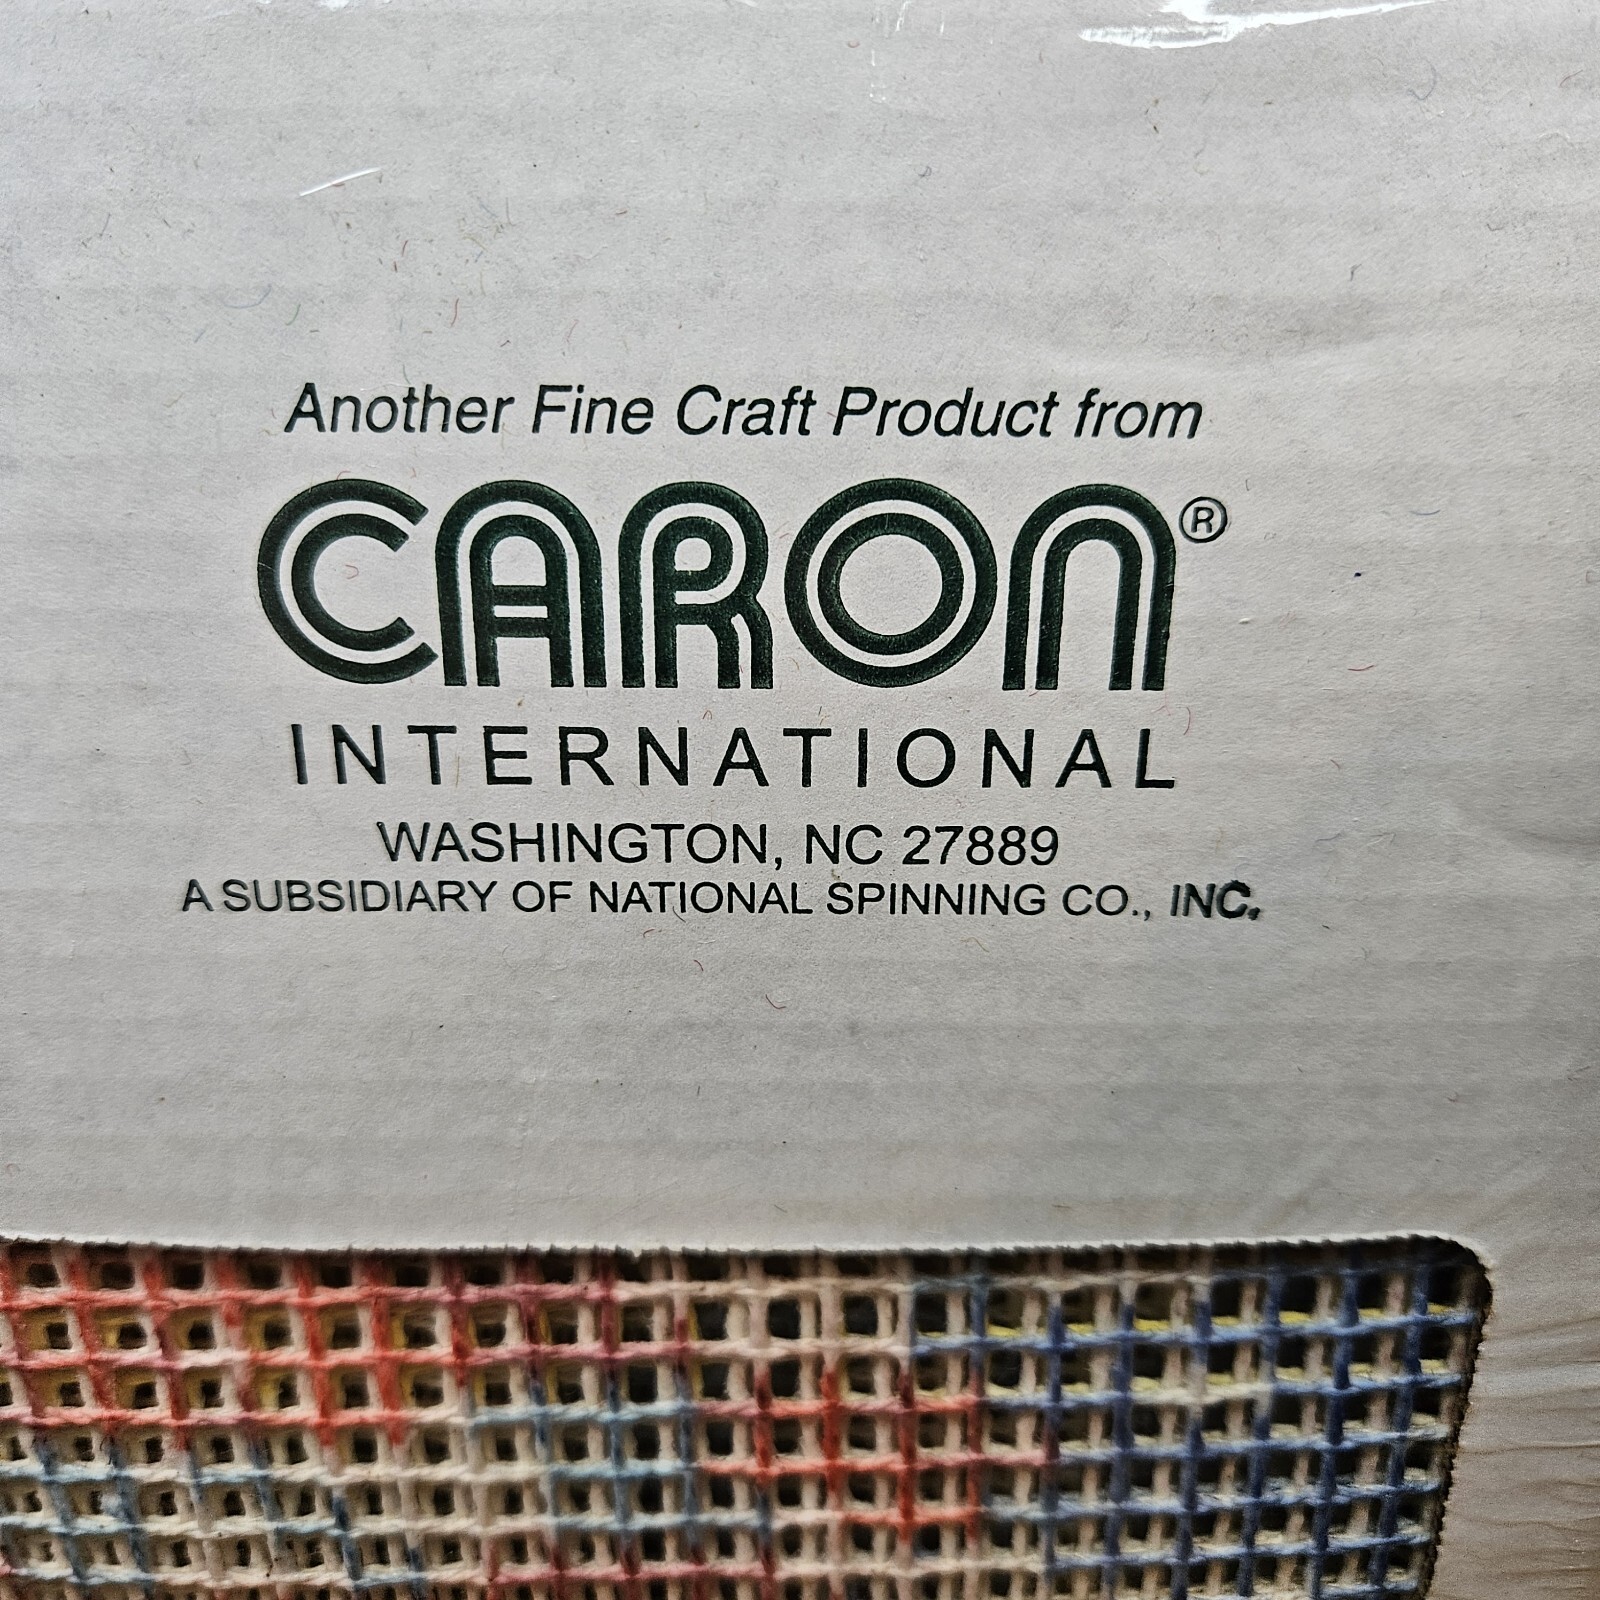 Another Fine Craft Product from
CARON®
INTERNATIONAL
WASHINGTON, NC 27889
A SUBSIDIARY OF NATIONAL SPINNING CO., INC.